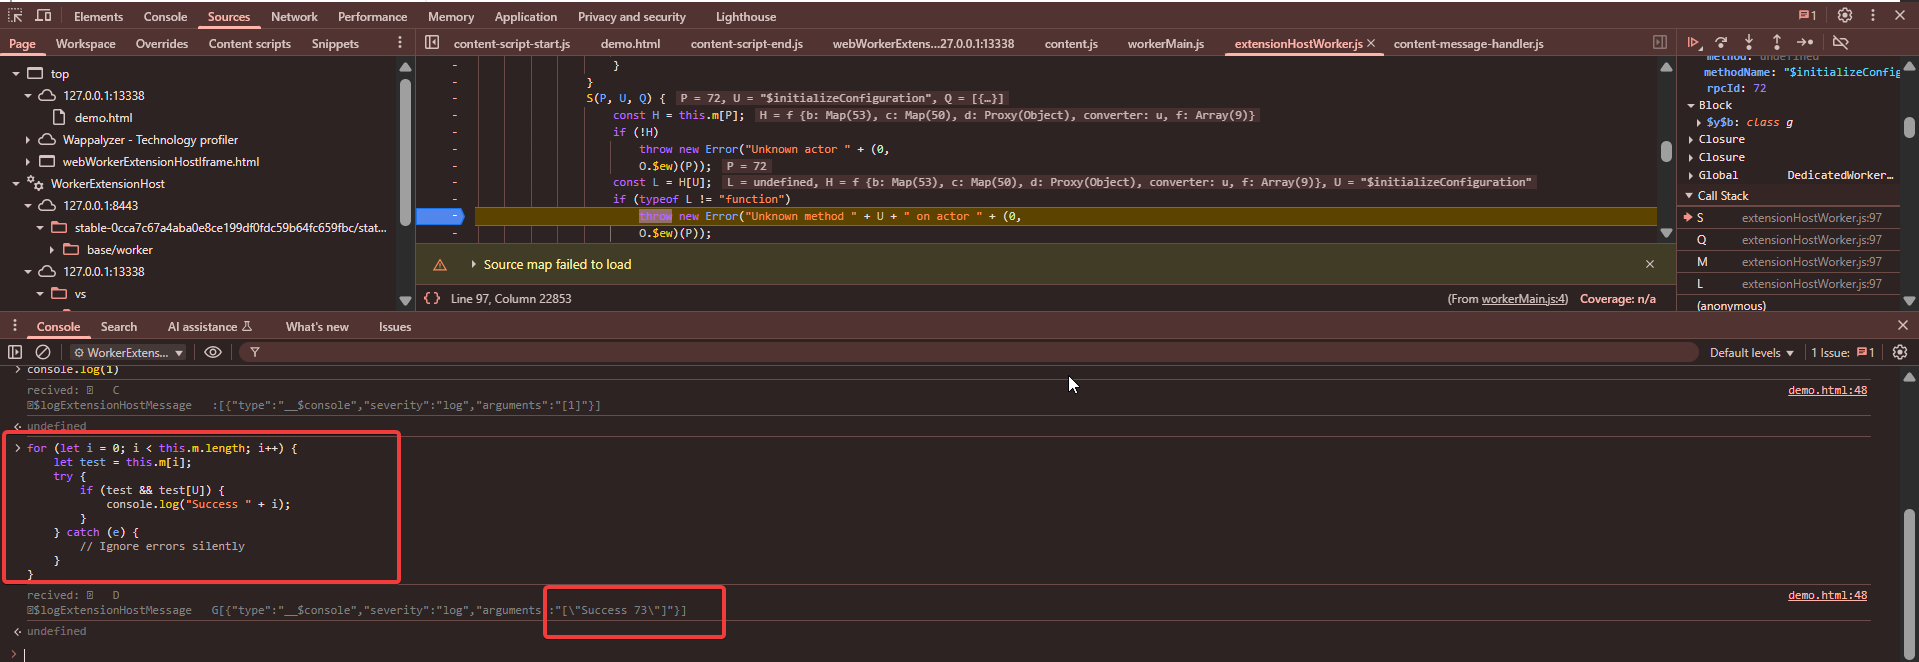 Elements Console Sources Network Performance Memory Application Privacy and security Lighthouse 1
Page Workspace Overrides Content scripts Snippets
content-script-start.js demo.html content-script-end.js webWorkerExtens...27.0.0.1:13338 content.js workerMain.js extensionHostWorker.js content-message-handler.js
top
127.0.0.1:13338
demo.html
Wappalyzer - Technology profiler
webWorkerExtensionHostIframe.html
WorkerExtensionHost
127.0.0.1:8443
stable-0cca7c67a4aba0e8ce199df0fdc59b64fc659fbc/stat...
base/worker
127.0.0.1:13338
vs
}
}
S(P, U, Q) { P = 72, U = "$initializeConfiguration", Q = [{…}]
const H = this.m[P]; H = f {b: Map(53), c: Map(50), d: Proxy(Object), converter: u, f: Array(9)}
if (!H)
throw new Error("Unknown actor " + (0,
O.$ew)(P)); P = 72
const L = H[U]; L = undefined, H = f {b: Map(53), c: Map(50), d: Proxy(Object), converter: u, f: Array(9)}, U = "$initializeConfiguration"
if (typeof L != "function")
throw new Error("Unknown method " + U + " on actor " + (0,
O.$ew)(P));
Source map failed to load
{} Line 97, Column 22853 (From workerMain.js:4) Coverage: n/a
method: undefined
methodName: "$initializeConfig
rpcId: 72
Block
$y$b: class g
Closure
Closure
Global DedicatedWorker…
Call Stack
S extensionHostWorker.js:97
Q extensionHostWorker.js:97
M extensionHostWorker.js:97
L extensionHostWorker.js:97
(anonymous)
Console Search AI assistance What's new Issues
WorkerExtens... Default levels 1 Issue: 1
console.log(1)
recived: C demo.html:48
$logExtensionHostMessage :[{"type":"__$console","severity":"log","arguments":"[1]"}]
undefined
for (let i = 0; i < this.m.length; i++) {
let test = this.m[i];
try {
if (test && test[U]) {
console.log("Success " + i);
}
} catch (e) {
// Ignore errors silently
}
}
recived: D demo.html:48
$logExtensionHostMessage G[{"type":"__$console","severity":"log","arguments":"[\"Success 73\"]"}]
undefined